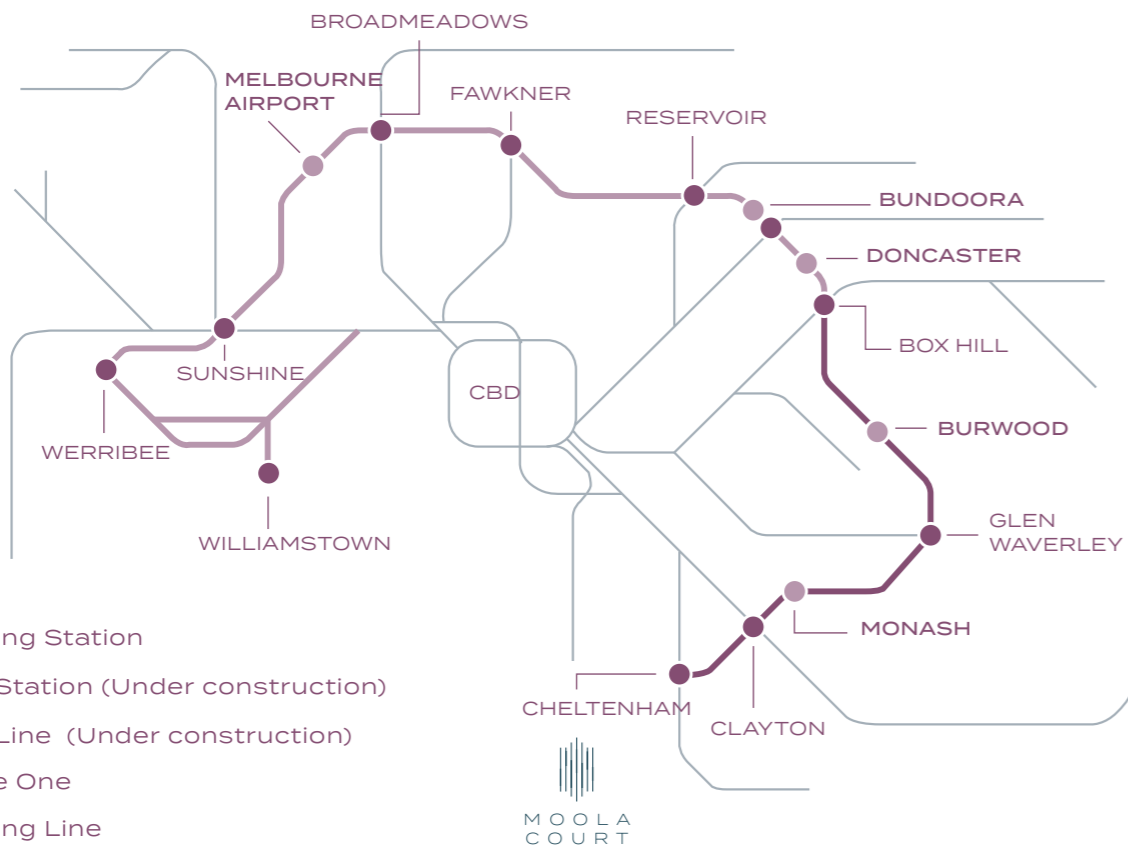 BROADMEADOWS
MELBOURNE
AIRPORT
FAWKNER
RESERVOIR
BUNDOORA
DONCASTER
BOX HILL
SUNSHINE
CBD
BURWOOD
WERRIBEE
WILLIAMSTOWN
GLEN
WAVERLEY
MONASH
CHELTENHAM
CLAYTON
ng Station
Station (Under construction)
Line (Under construction)
e One
ng Line
MOOLA
COURT